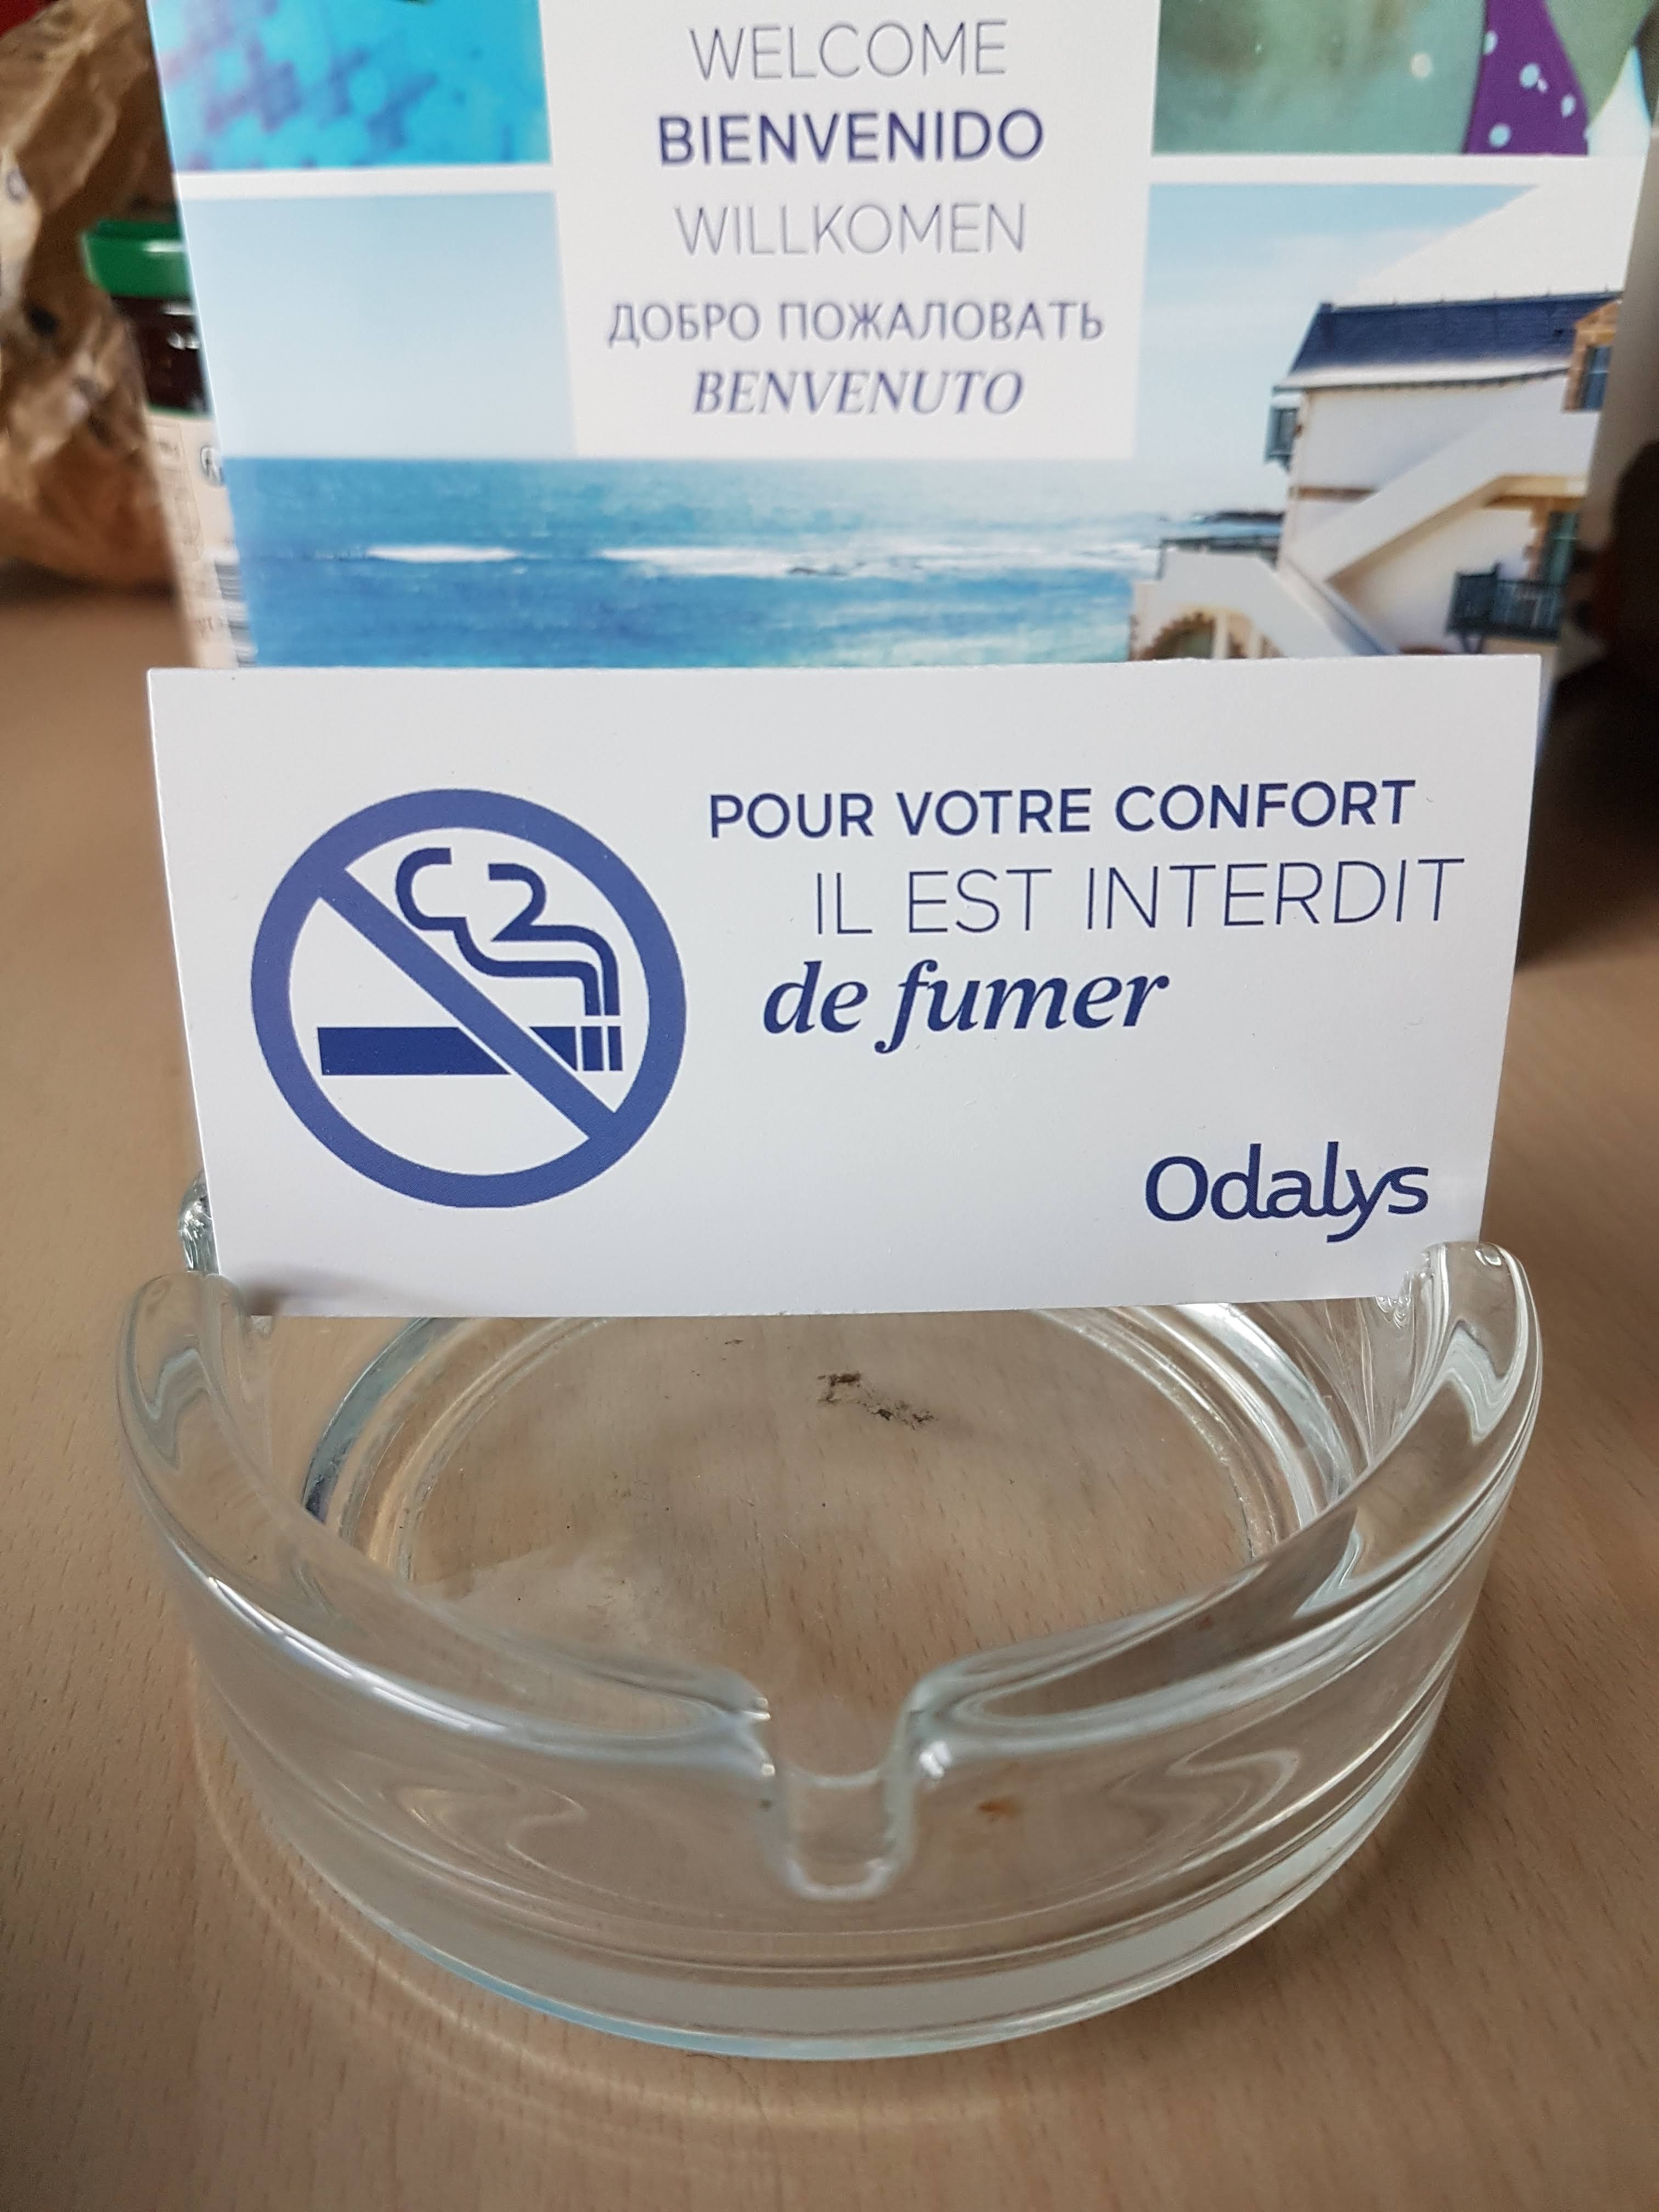 WELCOME
BIENVENIDO
WILLKOMEN
ДОБРО ПОЖАЛОВАТЬ
BENVENUTO
POUR VOTRE CONFORT
IL EST INTERDIT
de fumer
Odalys